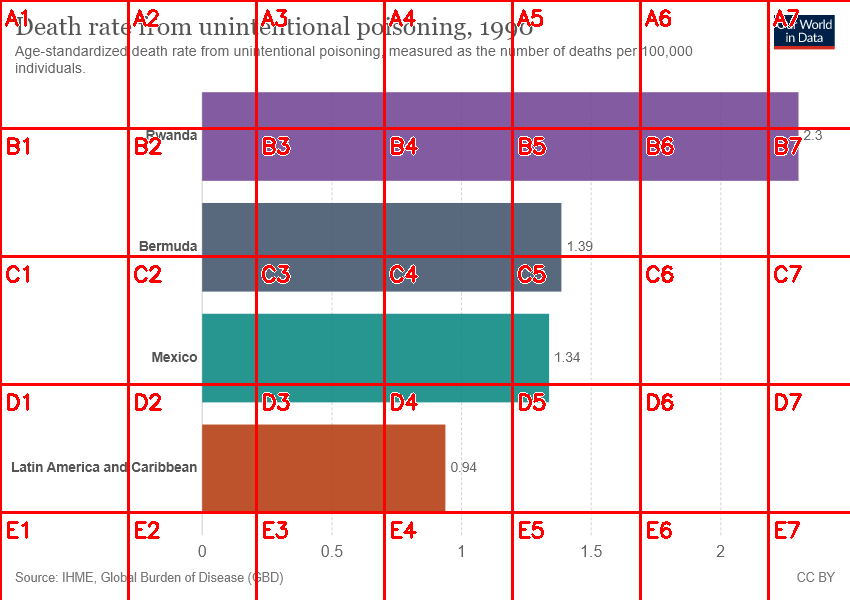 Death rate from unintentional poisoning, 1990
Our World
in Data
Age-standardized death rate from unintentional poisoning, measured as the number of deaths per 100,000
individuals.
A1 A2 A3 A4 A5 A6 A7
Rwanda 2.3
B1 B2 B3 B4 B5 B6 B7
Bermuda 1.39
C1 C2 C3 C4 C5 C6 C7
Mexico 1.34
D1 D2 D3 D4 D5 D6 D7
Latin America and Caribbean 0.94
E1 E2 E3 E4 E5 E6 E7
0 0.5 1 1.5 2
Source: IHME, Global Burden of Disease (GBD)
CC BY